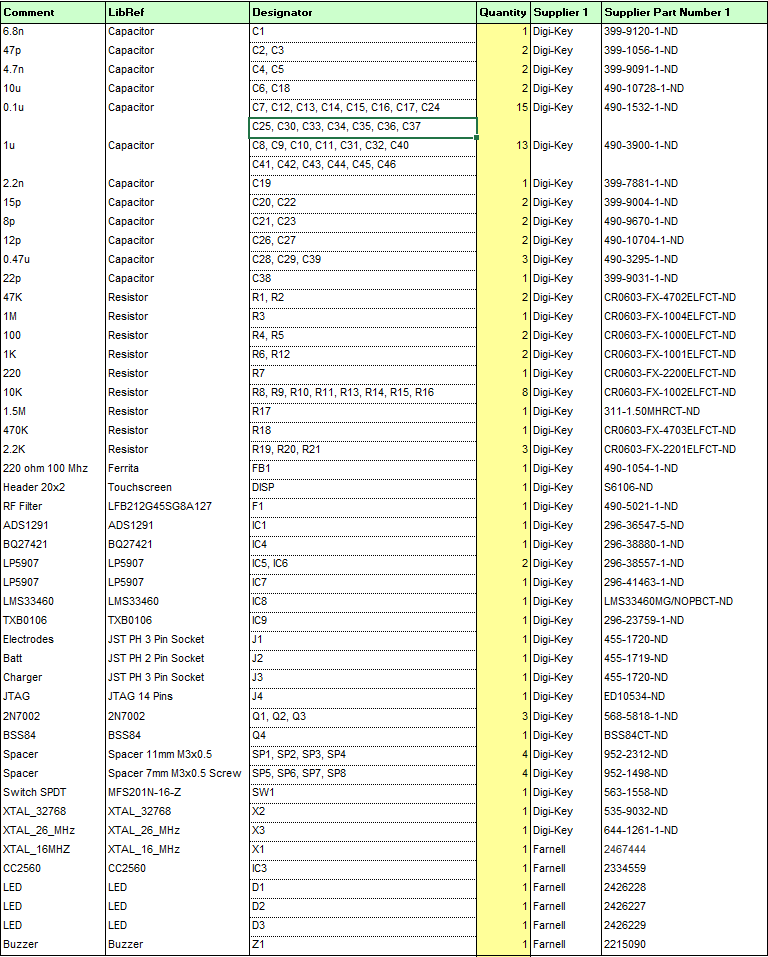 Comment LibRef Designator Quantity Supplier 1 Supplier Part Number 1
6.8n Capacitor C1 1 Digi-Key 399-9120-1-ND
47p Capacitor C2, C3 2 Digi-Key 399-1056-1-ND
4.7n Capacitor C4, C5 2 Digi-Key 399-9091-1-ND
10u Capacitor C6, C18 2 Digi-Key 490-10728-1-ND
0.1u Capacitor C7, C12, C13, C14, C15, C16, C17, C24 15 Digi-Key 490-1532-1-ND
C25, C30, C33, C34, C35, C36, C37
1u Capacitor C8, C9, C10, C11, C31, C32, C40 13 Digi-Key 490-3900-1-ND
C41, C42, C43, C44, C45, C46
2.2n Capacitor C19 1 Digi-Key 399-7881-1-ND
15p Capacitor C20, C22 2 Digi-Key 399-9004-1-ND
8p Capacitor C21, C23 2 Digi-Key 490-9670-1-ND
12p Capacitor C26, C27 2 Digi-Key 490-10704-1-ND
0.47u Capacitor C28, C29, C39 3 Digi-Key 490-3295-1-ND
22p Capacitor C38 1 Digi-Key 399-9031-1-ND
47K Resistor R1, R2 2 Digi-Key CR0603-FX-4702ELFCT-ND
1M Resistor R3 1 Digi-Key CR0603-FX-1004ELFCT-ND
100 Resistor R4, R5 2 Digi-Key CR0603-FX-1000ELFCT-ND
1K Resistor R6, R12 2 Digi-Key CR0603-FX-1001ELFCT-ND
220 Resistor R7 1 Digi-Key CR0603-FX-2200ELFCT-ND
10K Resistor R8, R9, R10, R11, R13, R14, R15, R16 8 Digi-Key CR0603-FX-1002ELFCT-ND
1.5M Resistor R17 1 Digi-Key 311-1.50MHRCT-ND
470K Resistor R18 1 Digi-Key CR0603-FX-4703ELFCT-ND
2.2K Resistor R19, R20, R21 3 Digi-Key CR0603-FX-2201ELFCT-ND
220 ohm 100 Mhz Ferrita FB1 1 Digi-Key 490-1054-1-ND
Header 20x2 Touchscreen DISP 1 Digi-Key S6106-ND
RF Filter LFB212G45SG8A127 F1 1 Digi-Key 490-5021-1-ND
ADS1291 ADS1291 IC1 1 Digi-Key 296-36547-5-ND
BQ27421 BQ27421 IC4 1 Digi-Key 296-38880-1-ND
LP5907 LP5907 IC5, IC6 2 Digi-Key 296-38557-1-ND
LP5907 LP5907 IC7 1 Digi-Key 296-41463-1-ND
LMS33460 LMS33460 IC8 1 Digi-Key LMS33460MG/NOPBCT-ND
TXB0106 TXB0106 IC9 1 Digi-Key 296-23759-1-ND
Electrodes JST PH 3 Pin Socket J1 1 Digi-Key 455-1720-ND
Batt JST PH 2 Pin Socket J2 1 Digi-Key 455-1719-ND
Charger JST PH 3 Pin Socket J3 1 Digi-Key 455-1720-ND
JTAG JTAG 14 Pins J4 1 Digi-Key ED10534-ND
2N7002 2N7002 Q1, Q2, Q3 3 Digi-Key 568-5818-1-ND
BSS84 BSS84 Q4 1 Digi-Key BSS84CT-ND
Spacer Spacer 11mm M3x0.5 SP1, SP2, SP3, SP4 4 Digi-Key 952-2312-ND
Spacer Spacer 7mm M3x0.5 Screw SP5, SP6, SP7, SP8 4 Digi-Key 952-1498-ND
Switch SPDT MFS201N-16-Z SW1 1 Digi-Key 563-1558-ND
XTAL_32768 XTAL_32768 X2 1 Digi-Key 535-9032-ND
XTAL_26_MHz XTAL_26_MHz X3 1 Digi-Key 644-1261-1-ND
XTAL_16MHZ XTAL_16_MHz X1 1 Farnell 2467444
CC2560 CC2560 IC3 1 Farnell 2334559
LED LED D1 1 Farnell 2426228
LED LED D2 1 Farnell 2426227
LED LED D3 1 Farnell 2426229
Buzzer Buzzer Z1 1 Farnell 2215090